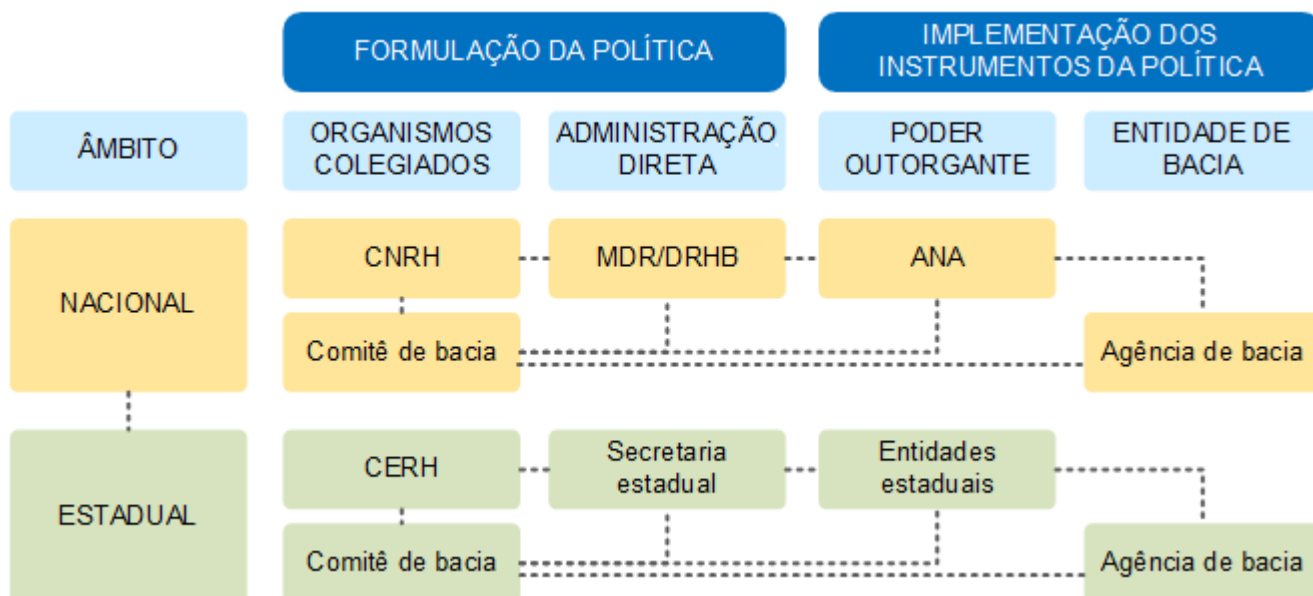 FORMULAÇÃO DA POLÍTICA
IMPLEMENTAÇÃO DOS
INSTRUMENTOS DA POLÍTICA
ÂMBITO
ORGANISMOS
COLEGIADOS
ADMINISTRAÇÃO
DIRETA
PODER
OUTORGANTE
ENTIDADE DE
BACIA
NACIONAL
CNRH
MDR/DRHB
ANA
Comitê de bacia
Agência de bacia
ESTADUAL
CERH
Secretaria
estadual
Entidades
estaduais
Comitê de bacia
Agência de bacia